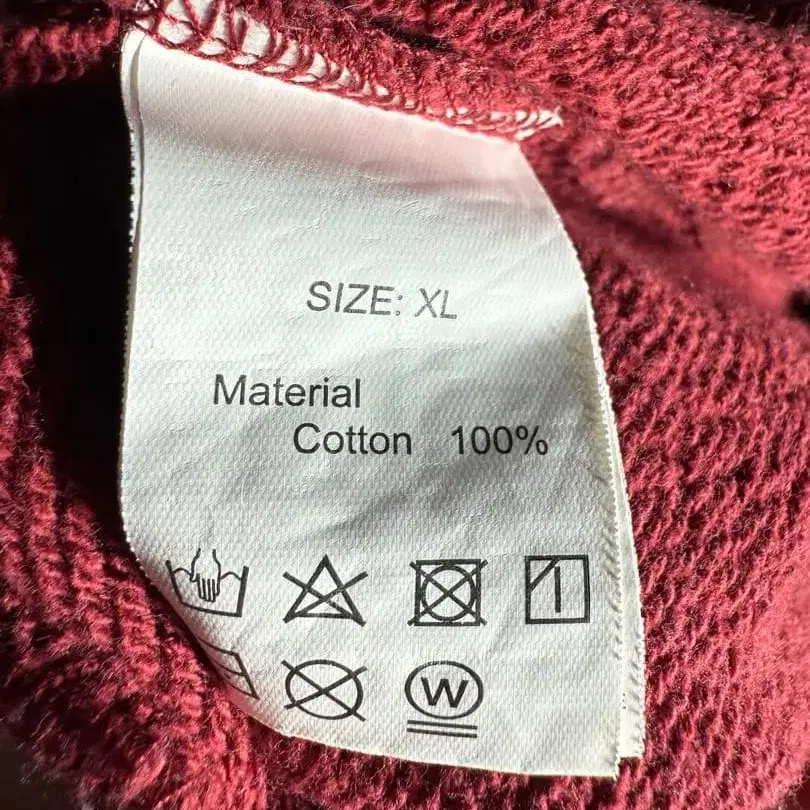 SIZE: XL
Material
Cotton 100%
W